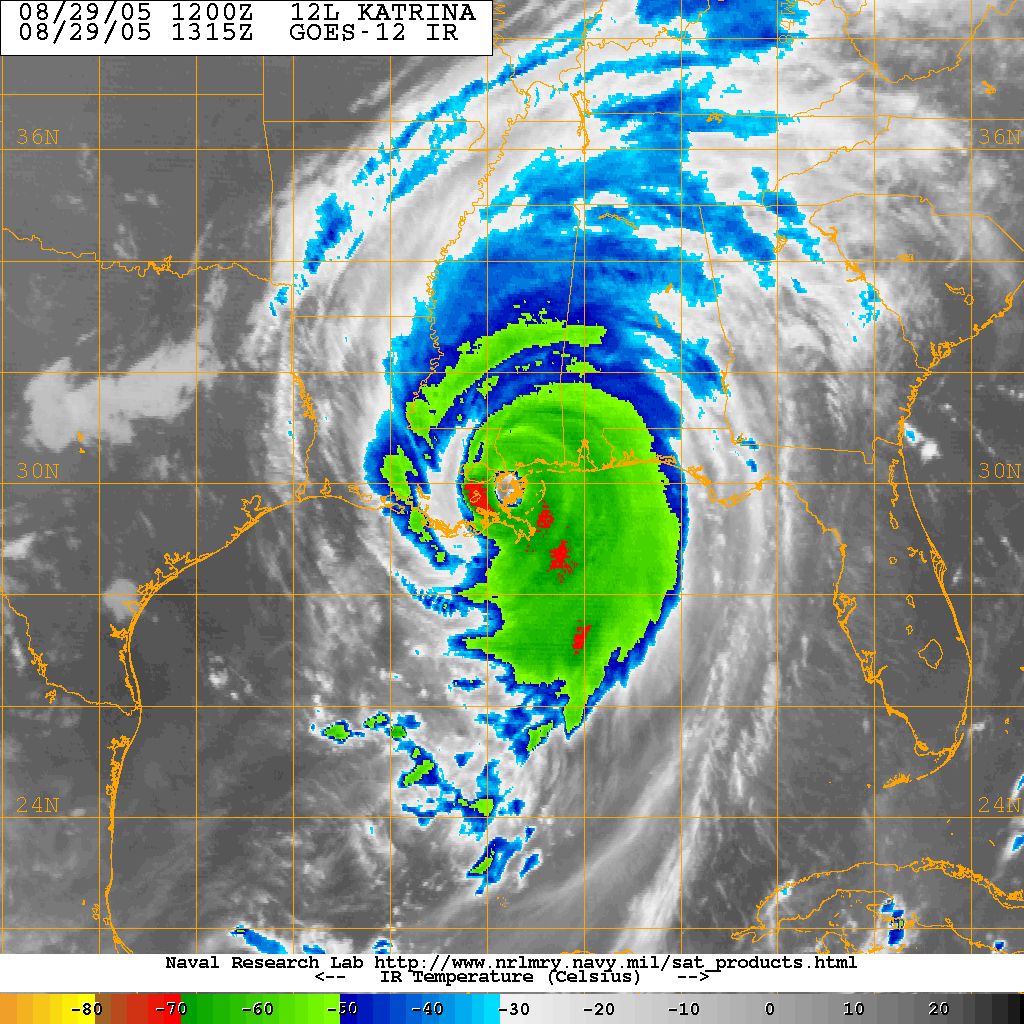 08/29/05 1200Z 12L KATRINA
08/29/05 1315Z GOES-12 IR
36N 36N
30N 30N
24N 24N
Naval Research Lab http://www.nrlmry.navy.mil/sat_products.html
<-- IR Temperature (Celsius) -->
-80 -70 -60 -50 -40 -30 -20 -10 0 10 20